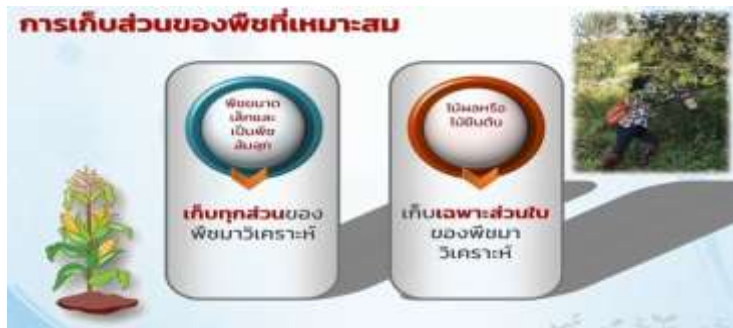 การเก็บส่วนของพืชที่เหมาะสม
พืชขนาด
เล็กและ
เป็นพืช
ล้มลุก
เก็บทุกส่วนของ
พืชมาวิเคราะห์
ไม้ผลหรือ
ไม้ยืนต้น
เก็บเฉพาะส่วนใบ
ของพืชมา
วิเคราะห์